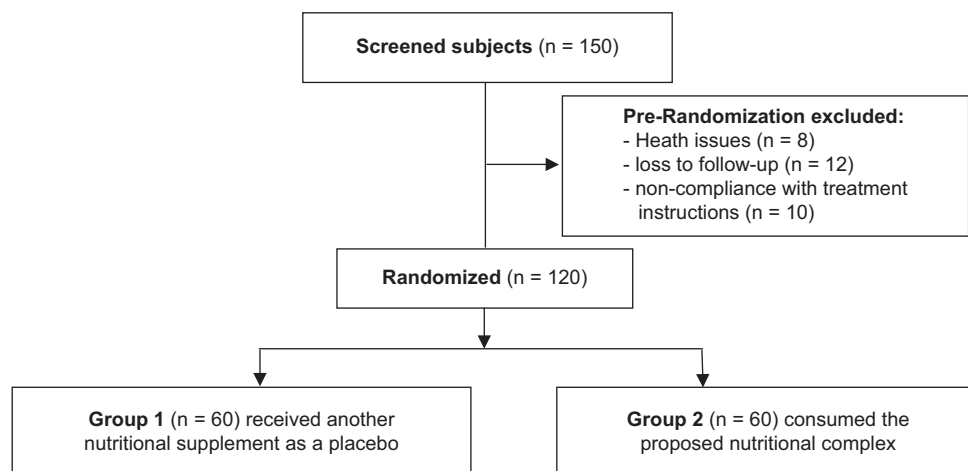 Screened subjects (n = 150)
Pre-Randomization excluded:
- Heath issues (n = 8)
- loss to follow-up (n = 12)
- non-compliance with treatment
instructions (n = 10)
Randomized (n = 120)
Group 1 (n = 60) received another
nutritional supplement as a placebo
Group 2 (n = 60) consumed the
proposed nutritional complex